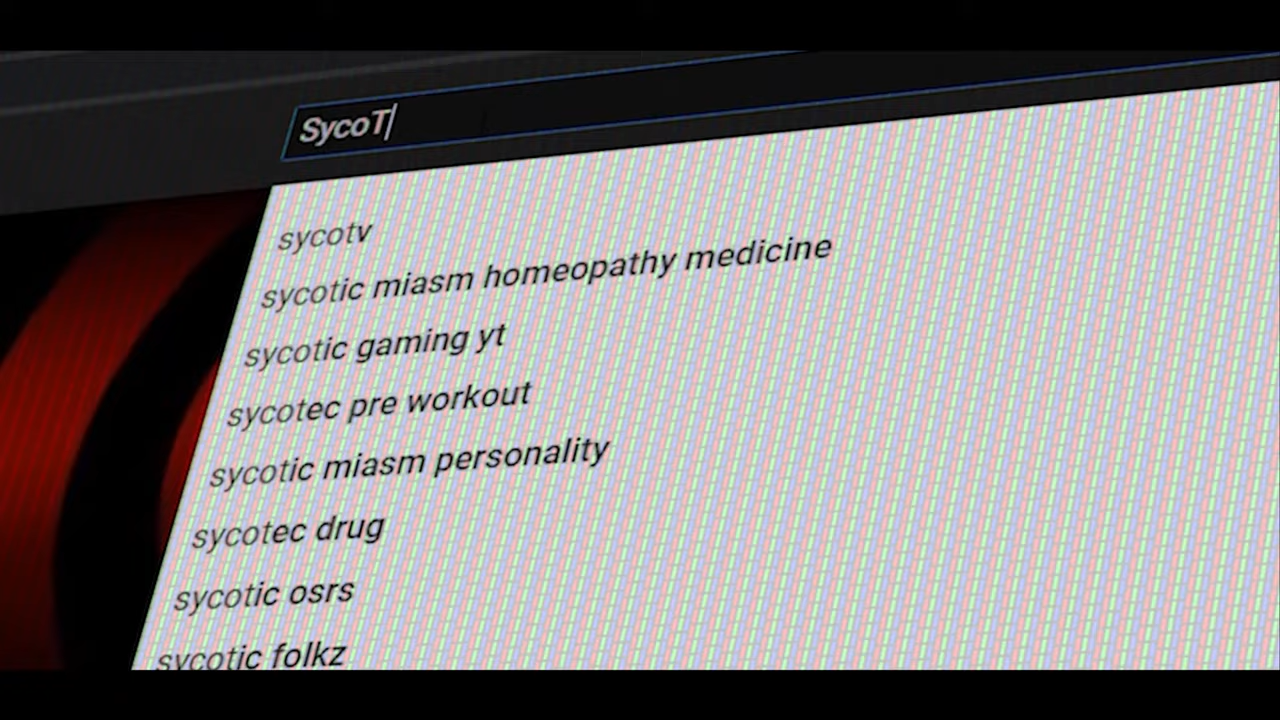 SycoT
sycotv
sycotic miasm homeopathy medicine
sycotic gaming yt
sycotec pre workout
sycotic miasm personality
sycotec drug
sycotic osrs
sycotic folkz